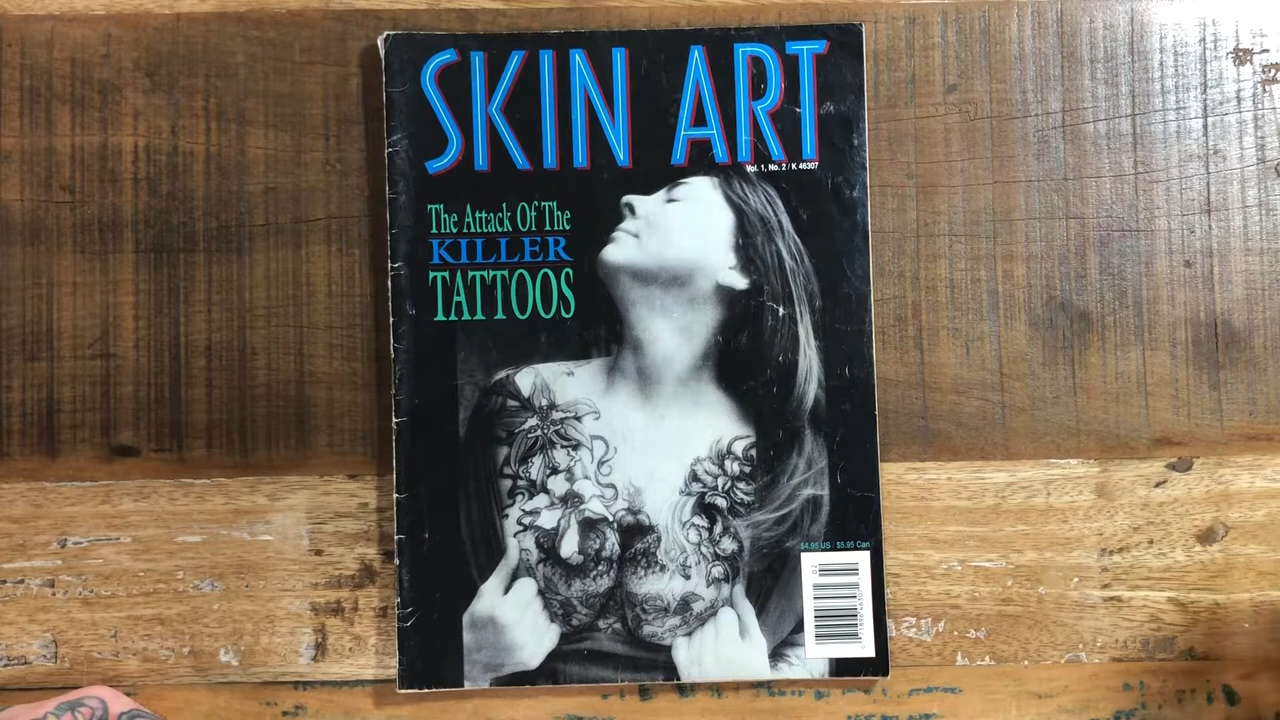 SKIN ART
Vol. 1, No. 2 / K 46307
The Attack Of The
KILLER
TATTOOS
$4.95 US / $5.95 Can
02